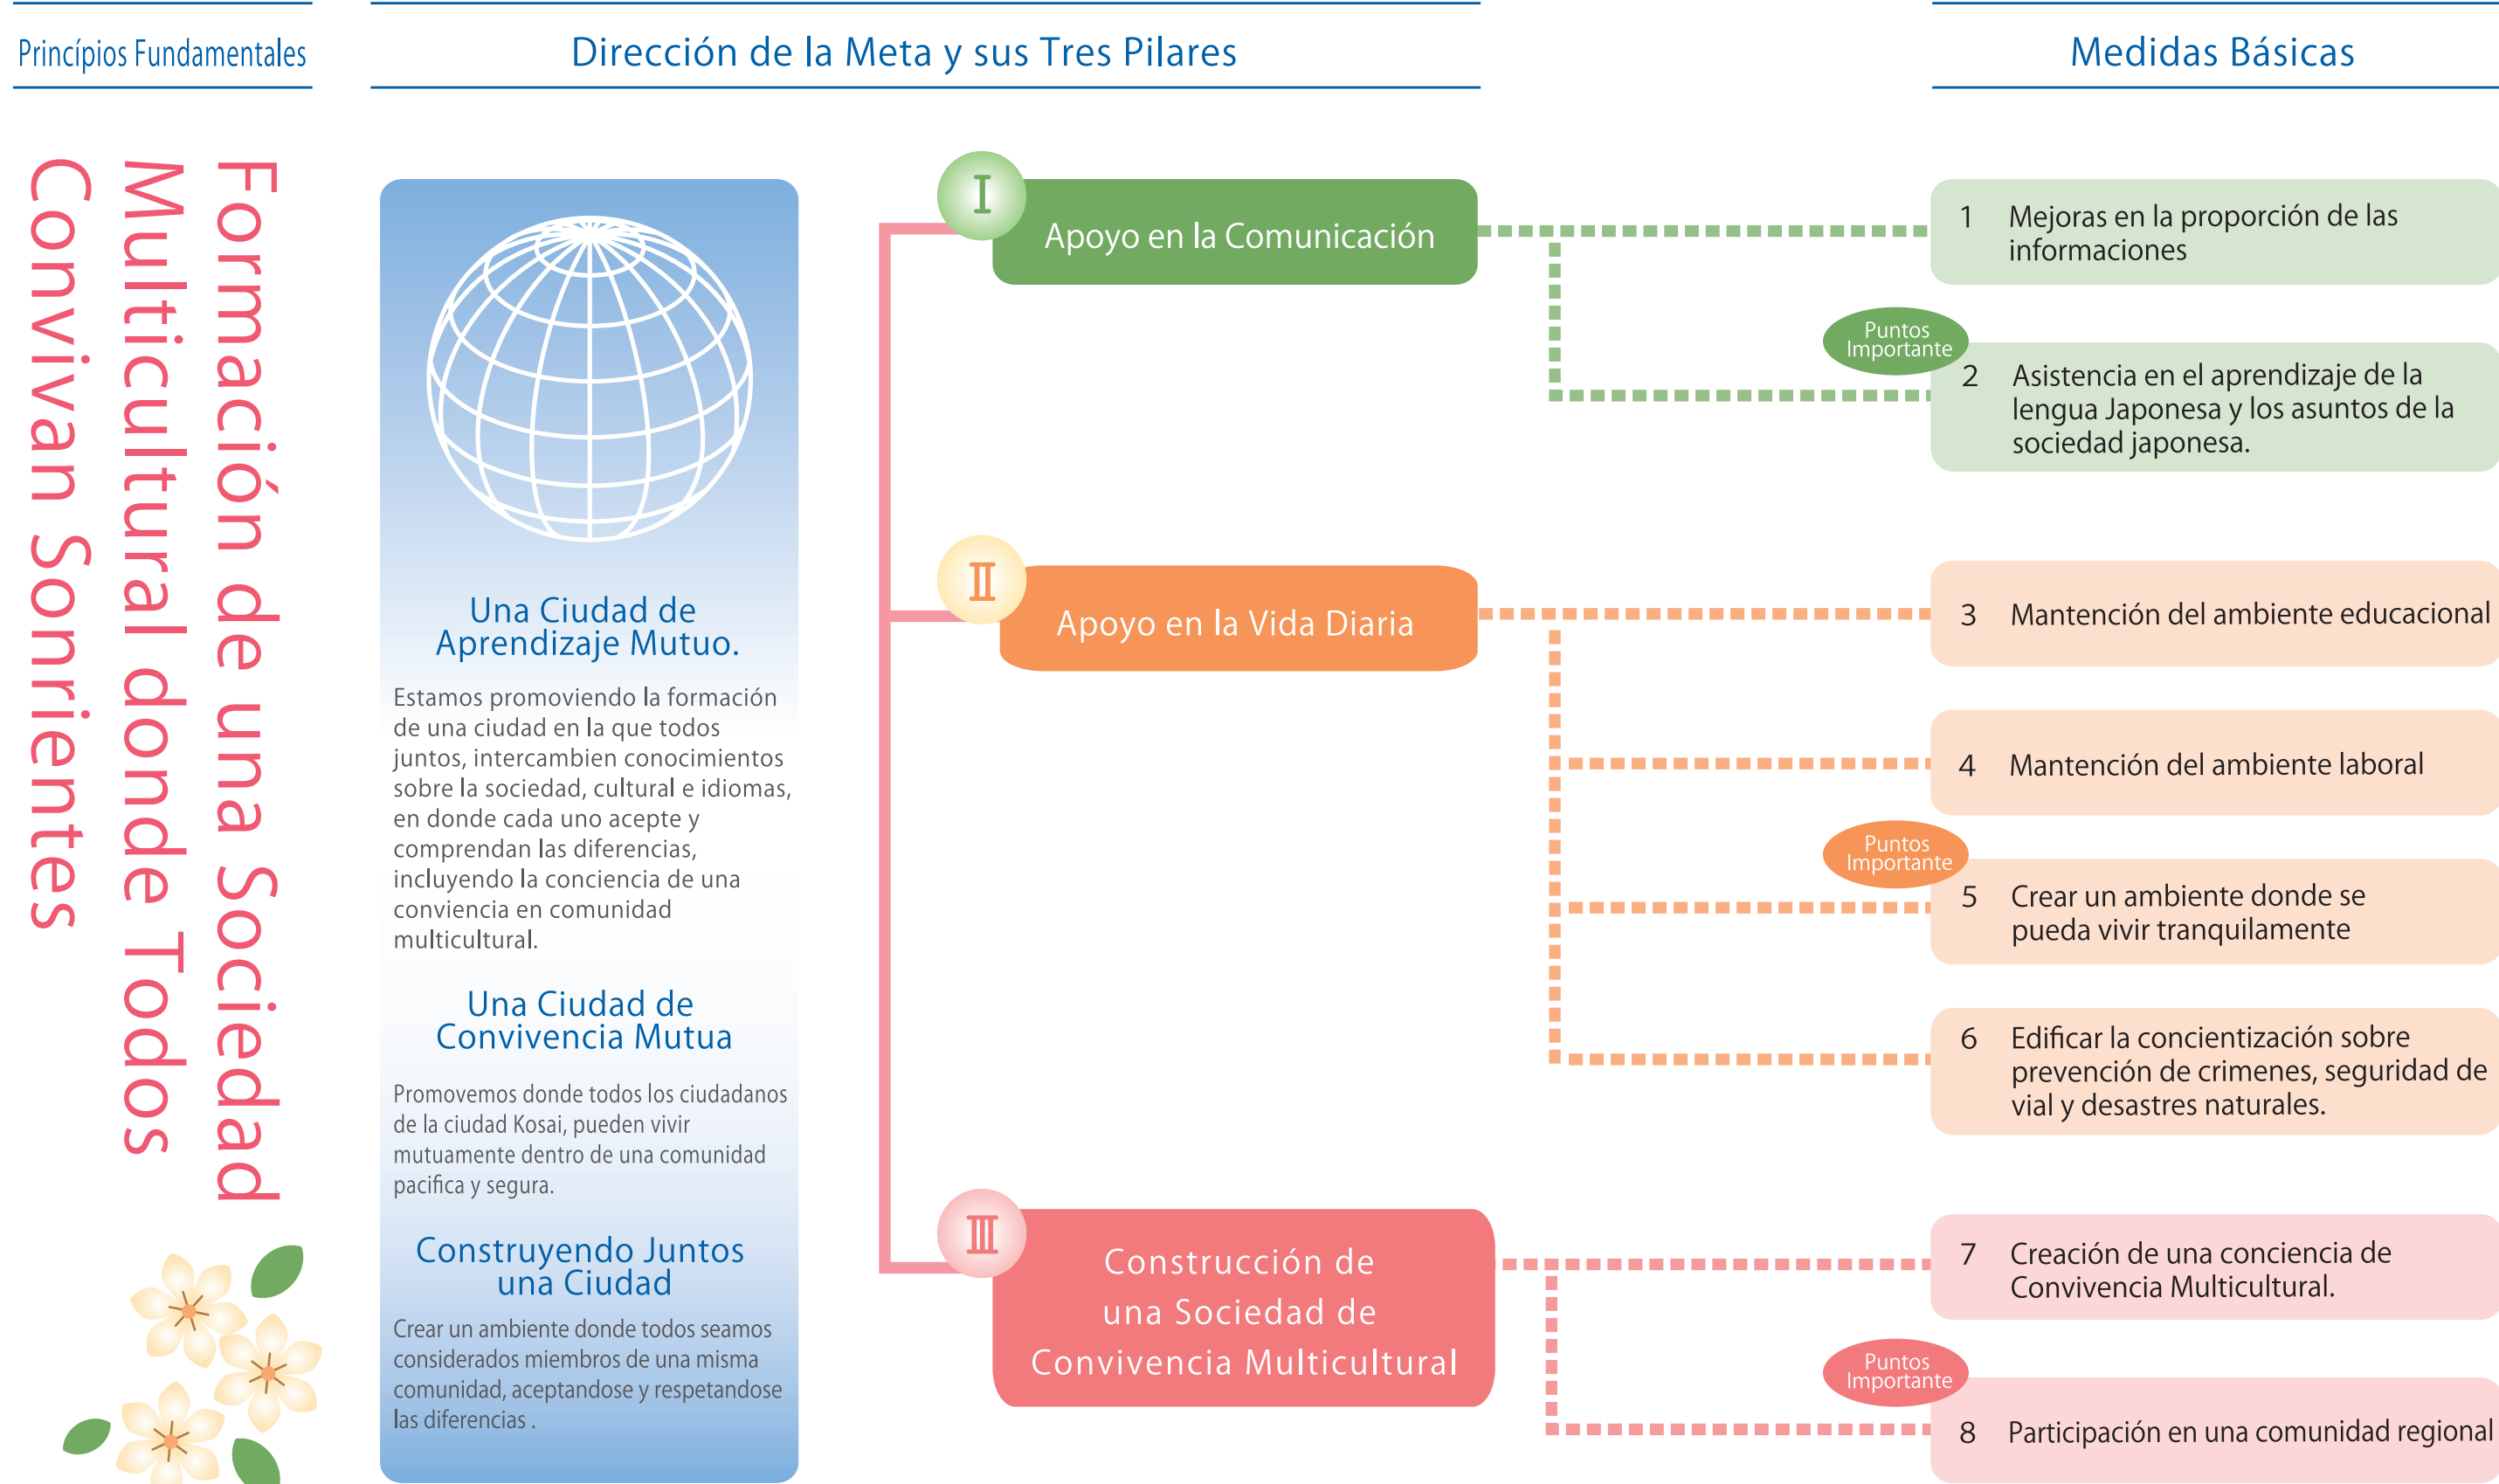 Princípios Fundamentales
Dirección de la Meta y sus Tres Pilares
Medidas Básicas
Formación de una Sociedad
Multicultural donde Todos
Convivan Sonrientes
Una Ciudad de
Aprendizaje Mutuo.
Estamos promoviendo la formación
de una ciudad en la que todos
juntos, intercambien conocimientos
sobre la sociedad, cultural e idiomas,
en donde cada uno acepte y
comprendan las diferencias,
incluyendo la conciencia de una
conviencia en comunidad
multicultural.
Una Ciudad de
Convivencia Mutua
Promovemos donde todos los ciudadanos
de la ciudad Kosai, pueden vivir
mutuamente dentro de una comunidad
pacifica y segura.
Construyendo Juntos
una Ciudad
Crear un ambiente donde todos seamos
considerados miembros de una misma
comunidad, aceptandose y respetandose
las diferencias .
I
Apoyo en la Comunicación
1 Mejoras en la proporción de las
informaciones
Puntos
Importante
2 Asistencia en el aprendizaje de la
lengua Japonesa y los asuntos de la
sociedad japonesa.
II
Apoyo en la Vida Diaria
3 Mantención del ambiente educacional
4 Mantención del ambiente laboral
Puntos
Importante
5 Crear un ambiente donde se
pueda vivir tranquilamente
6 Edificar la concientización sobre
prevención de crimenes, seguridad de
vial y desastres naturales.
III
Construcción de
una Sociedad de
Convivencia Multicultural
7 Creación de una conciencia de
Convivencia Multicultural.
Puntos
Importante
8 Participación en una comunidad regional